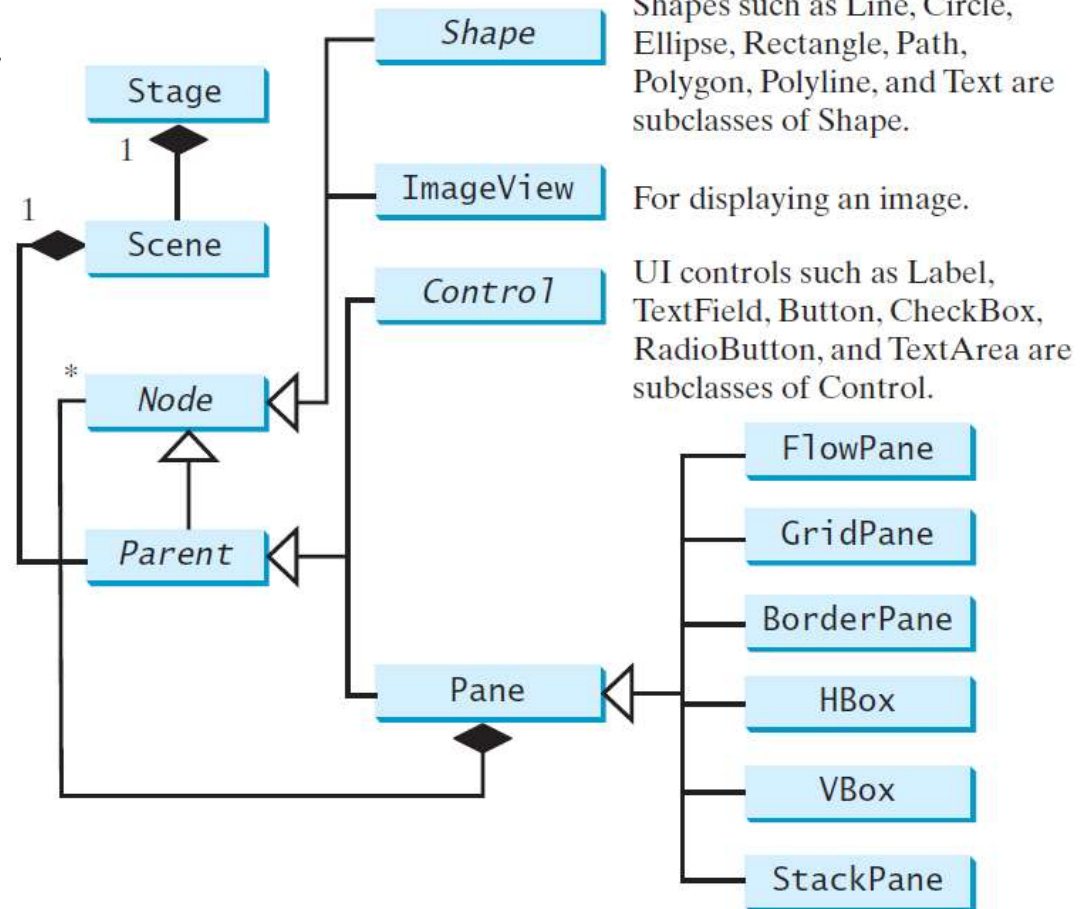 Shapes such as Line, Circle,
Shape
Ellipse, Rectangle, Path,
Polygon, Polyline, and Text are
subclasses of Shape.
Stage
1
ImageView
For displaying an image.
1
Scene
UI controls such as Label,
Control
TextField, Button, CheckBox,
RadioButton, and TextArea are
subclasses of Control.
*
Node
FlowPane
GridPane
Parent
BorderPane
Pane
HBox
VBox
StackPane